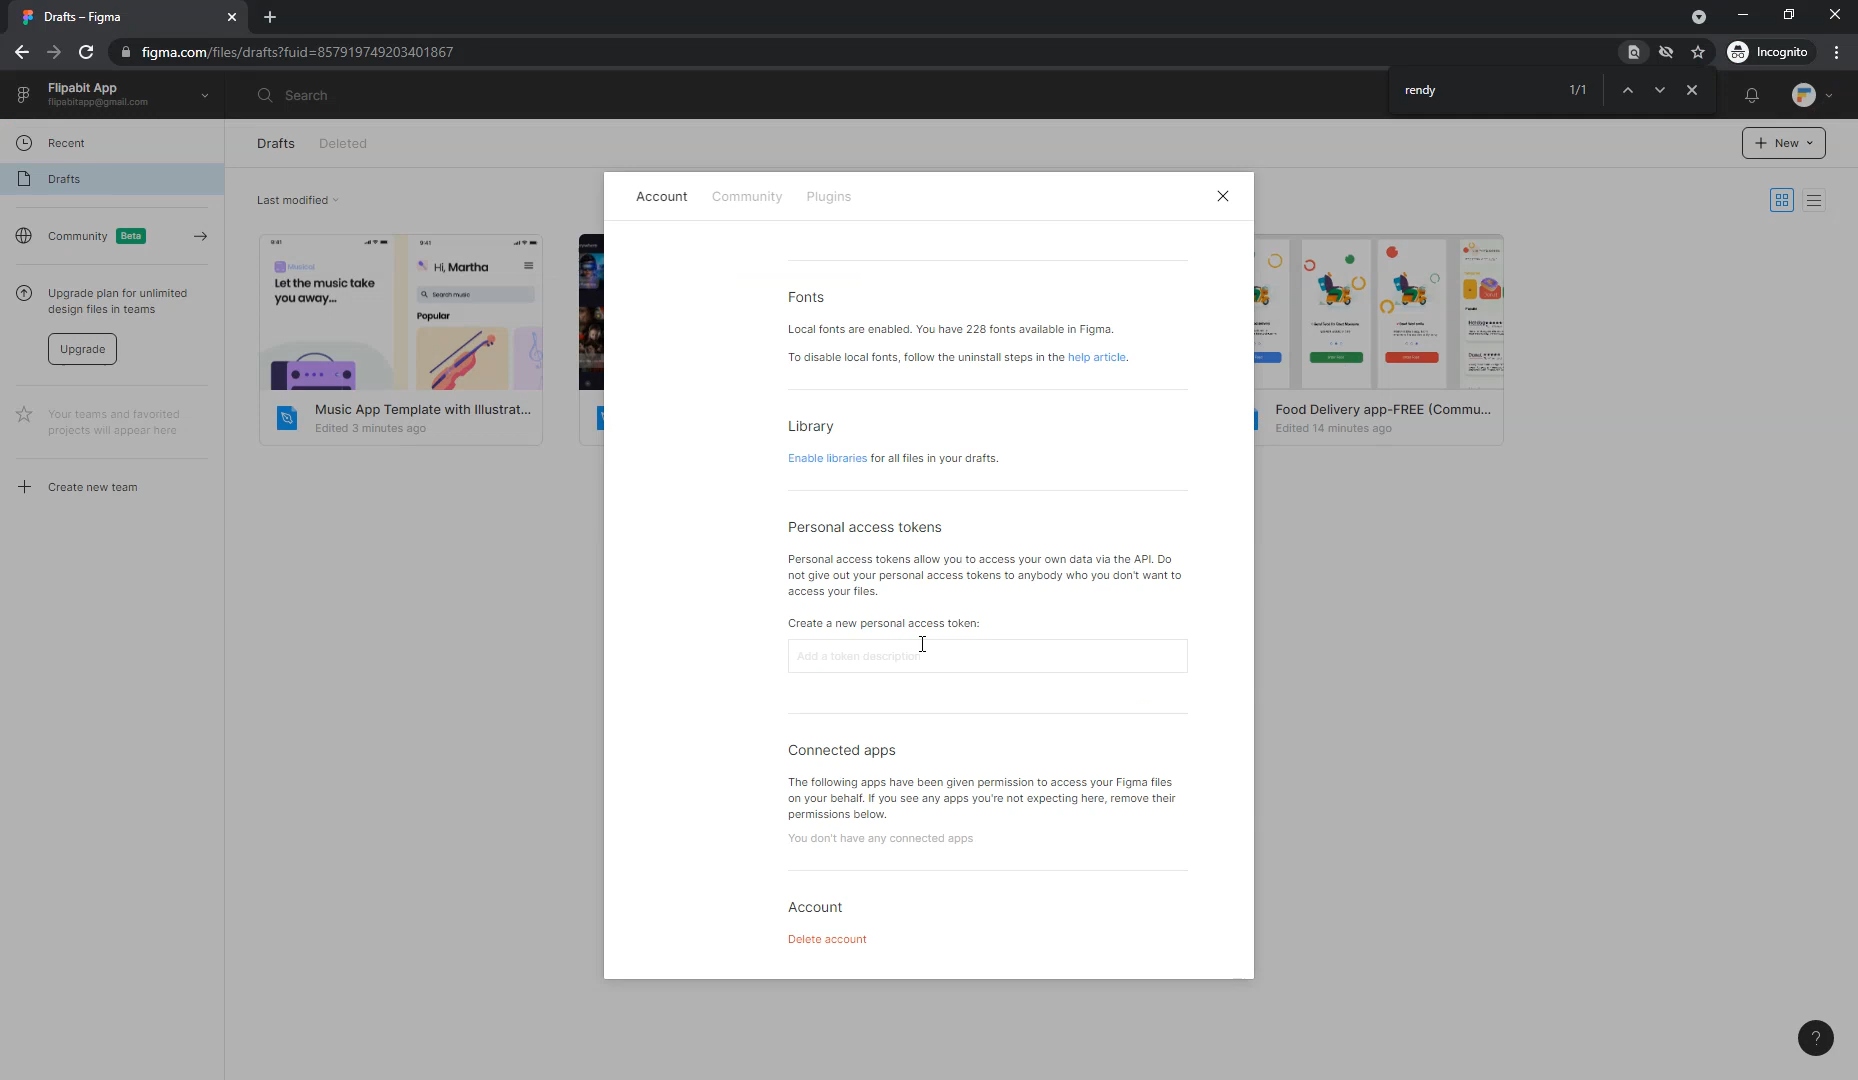 Drafts – Figma
figma.com/files/drafts?fuid=857919749203401867
Incognito
Flipabit App
flipabitapp@gmail.com
Search
rendy
1/1
Recent
Drafts
Community
Beta
Upgrade plan for unlimited
design files in teams
Upgrade
Your teams and favorited
projects will appear here
Create new team
Drafts
Deleted
New
Last modified
9:41
Let the music take
you away...
9:41
Hi, Martha
Search music
Popular
Music App Template with Illustrat...
Edited 3 minutes ago
Food Delivery app-FREE (Commu...
Edited 14 minutes ago
Account
Community
Plugins
Fonts
Local fonts are enabled. You have 228 fonts available in Figma.
To disable local fonts, follow the uninstall steps in the help article.
Library
Enable libraries for all files in your drafts.
Personal access tokens
Personal access tokens allow you to access your own data via the API. Do
not give out your personal access tokens to anybody who you don't want to
access your files.
Create a new personal access token:
Add a token description
Connected apps
The following apps have been given permission to access your Figma files
on your behalf. If you see any apps you're not expecting here, remove their
permissions below.
You don't have any connected apps
Account
Delete account
?